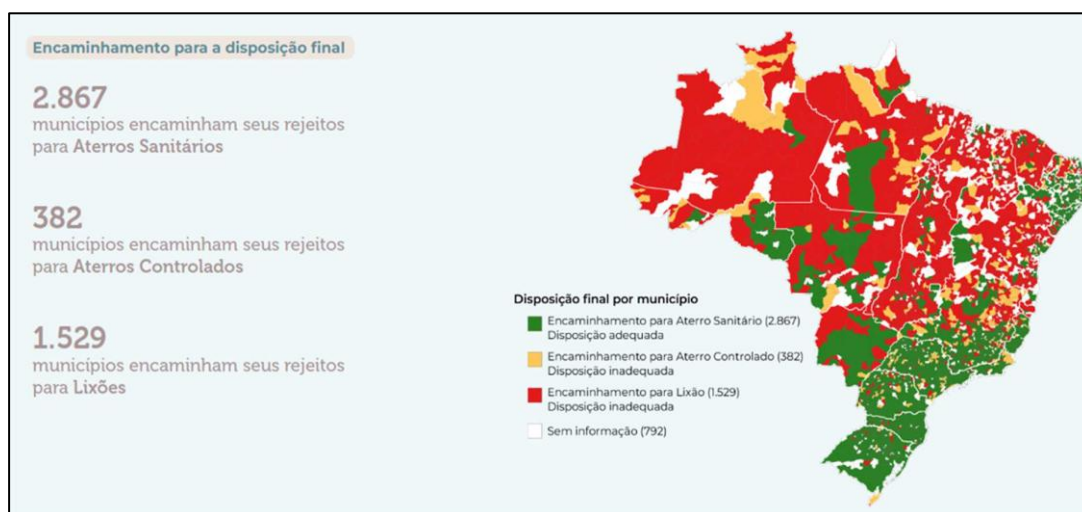 Encaminhamento para a disposição final
2.867
municípios encaminham seus rejeitos
para Aterros Sanitários
382
municípios encaminham seus rejeitos
para Aterros Controlados
1.529
municípios encaminham seus rejeitos
para Lixões
Disposição final por município
Encaminhamento para Aterro Sanitário (2.867)
Disposição adequada
Encaminhamento para Aterro Controlado (382)
Disposição inadequada
Encaminhamento para Lixão (1.529)
Disposição inadequada
Sem informação (792)